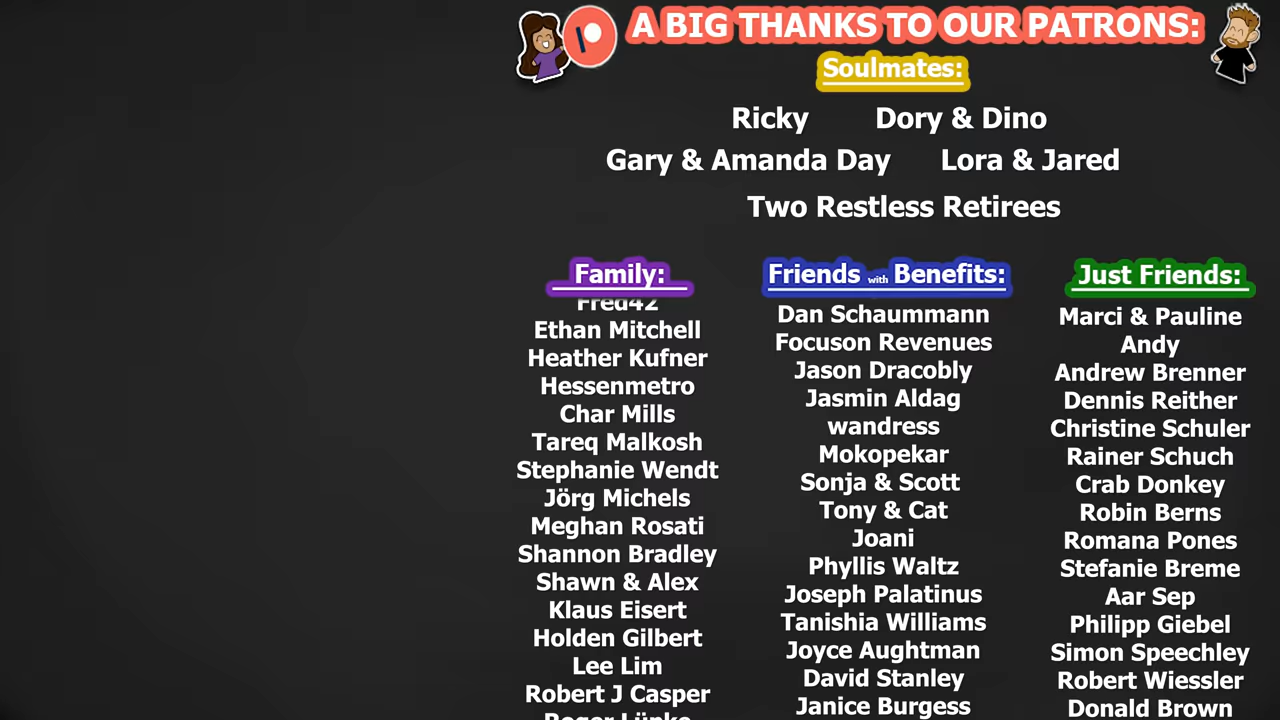 A BIG THANKS TO OUR PATRONS:
Soulmates:
Ricky Dory & Dino
Gary & Amanda Day Lora & Jared
Two Restless Retirees
Family:
Fred42
Ethan Mitchell
Heather Kufner
Hessenmetro
Char Mills
Tareq Malkosh
Stephanie Wendt
Jörg Michels
Meghan Rosati
Shannon Bradley
Shawn & Alex
Klaus Eisert
Holden Gilbert
Lee Lim
Robert J Casper
Friends with Benefits:
Dan Schaummann
Focuson Revenues
Jason Dracobly
Jasmin Aldag
wandress
Mokopekar
Sonja & Scott
Tony & Cat
Joani
Phyllis Waltz
Joseph Palatinus
Tanishia Williams
Joyce Aughtman
David Stanley
Janice Burgess
Just Friends:
Marci & Pauline
Andy
Andrew Brenner
Dennis Reither
Christine Schuler
Rainer Schuch
Crab Donkey
Robin Berns
Romana Pones
Stefanie Breme
Aar Sep
Philipp Giebel
Simon Speechley
Robert Wiessler
Donald Brown